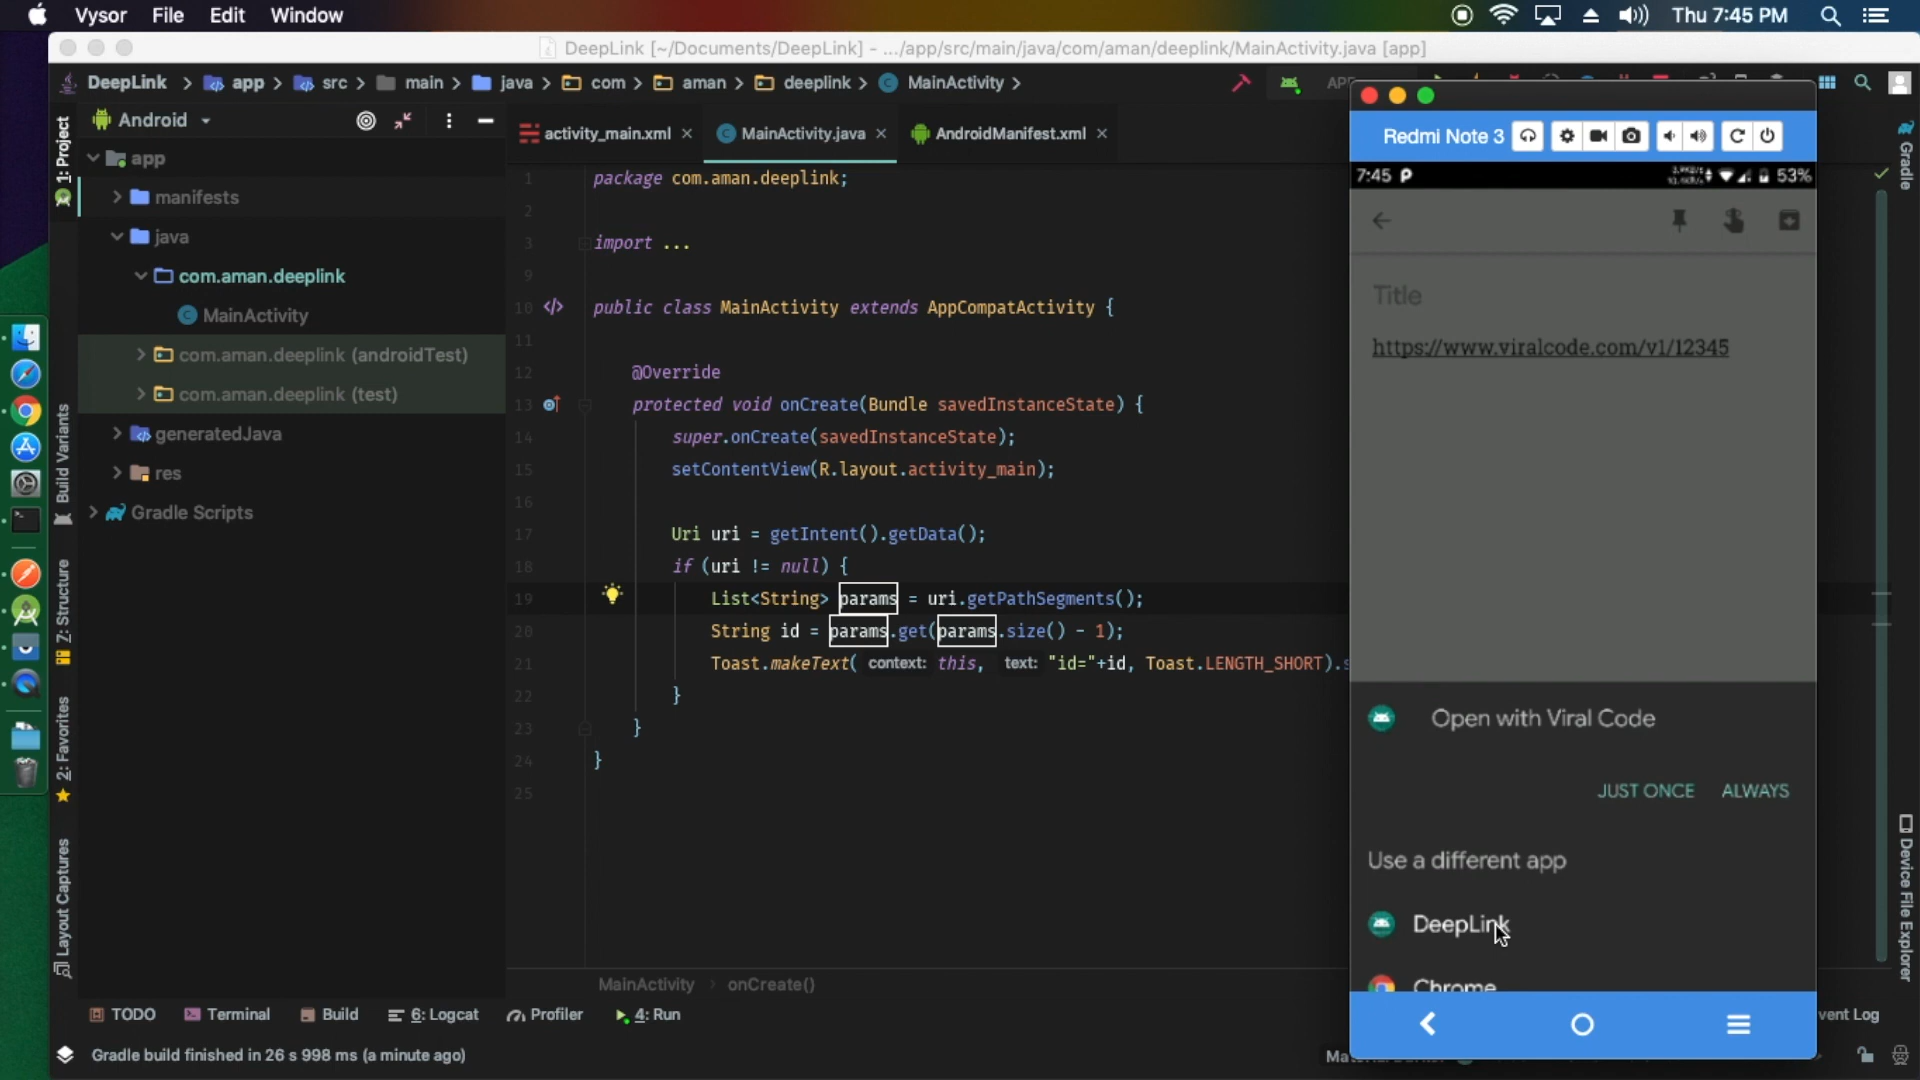 Vysor File Edit Window
Thu 7:45 PM
DeepLink [~/Documents/DeepLink] - .../app/src/main/java/com/aman/deeplink/MainActivity.java [app]
DeepLink app src main java com aman deeplink MainActivity
Android
activity_main.xml MainActivity.java AndroidManifest.xml
1: Project
Build Variants
Z: Structure
2: Favorites
Layout Captures
app
manifests
java
com.aman.deeplink
MainActivity
com.aman.deeplink (androidTest)
com.aman.deeplink (test)
generatedJava
res
Gradle Scripts
1 package com.aman.deeplink;
2
3 import ...
9
10 public class MainActivity extends AppCompatActivity {
11
12 @Override
13 protected void onCreate(Bundle savedInstanceState) {
14 super.onCreate(savedInstanceState);
15 setContentView(R.layout.activity_main);
16
17 Uri uri = getIntent().getData();
18 if (uri != null) {
19 List<String> params = uri.getPathSegments();
20 String id = params.get(params.size() - 1);
21 Toast.makeText( context: this, text: "id="+id, Toast.LENGTH_SHORT).s
22 }
23 }
24 }
25
MainActivity › onCreate()
TODO Terminal Build 6: Logcat Profiler 4: Run
Gradle build finished in 26 s 998 ms (a minute ago)
Redmi Note 3
7:45
53%
Title
https://www.viralcode.com/v1/12345
Open with Viral Code
JUST ONCE ALWAYS
Use a different app
DeepLink
Chrome
Gradle
Device File Explorer
vent Log